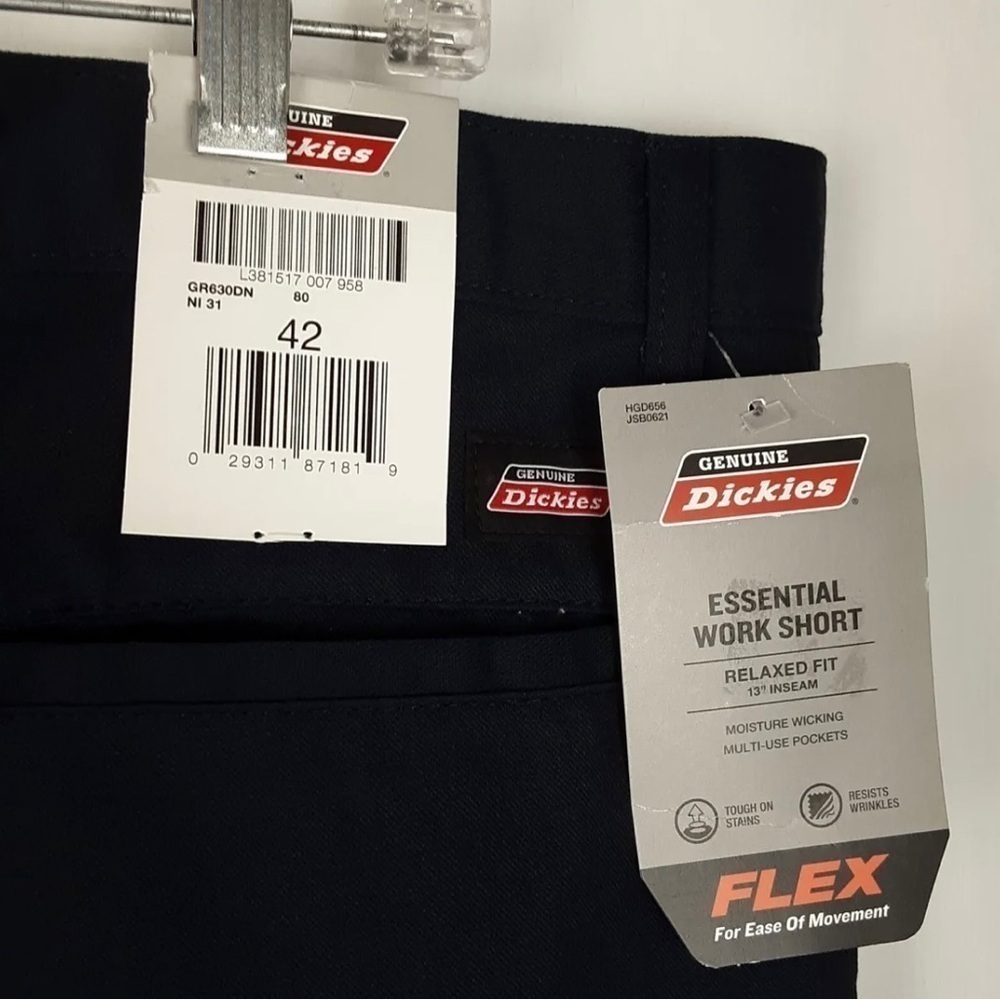 UINE
ckies
L381517 007 958
GR630DN 80
NI 31
42
0 29311 87181 9
GENUINE
Dickies
HGD656
JSB0621
GENUINE
Dickies®
ESSENTIAL
WORK SHORT
RELAXED FIT
13" INSEAM
MOISTURE WICKING
MULTI-USE POCKETS
TOUGH ON
STAINS
RESISTS
WRINKLES
FLEX
For Ease Of Movement